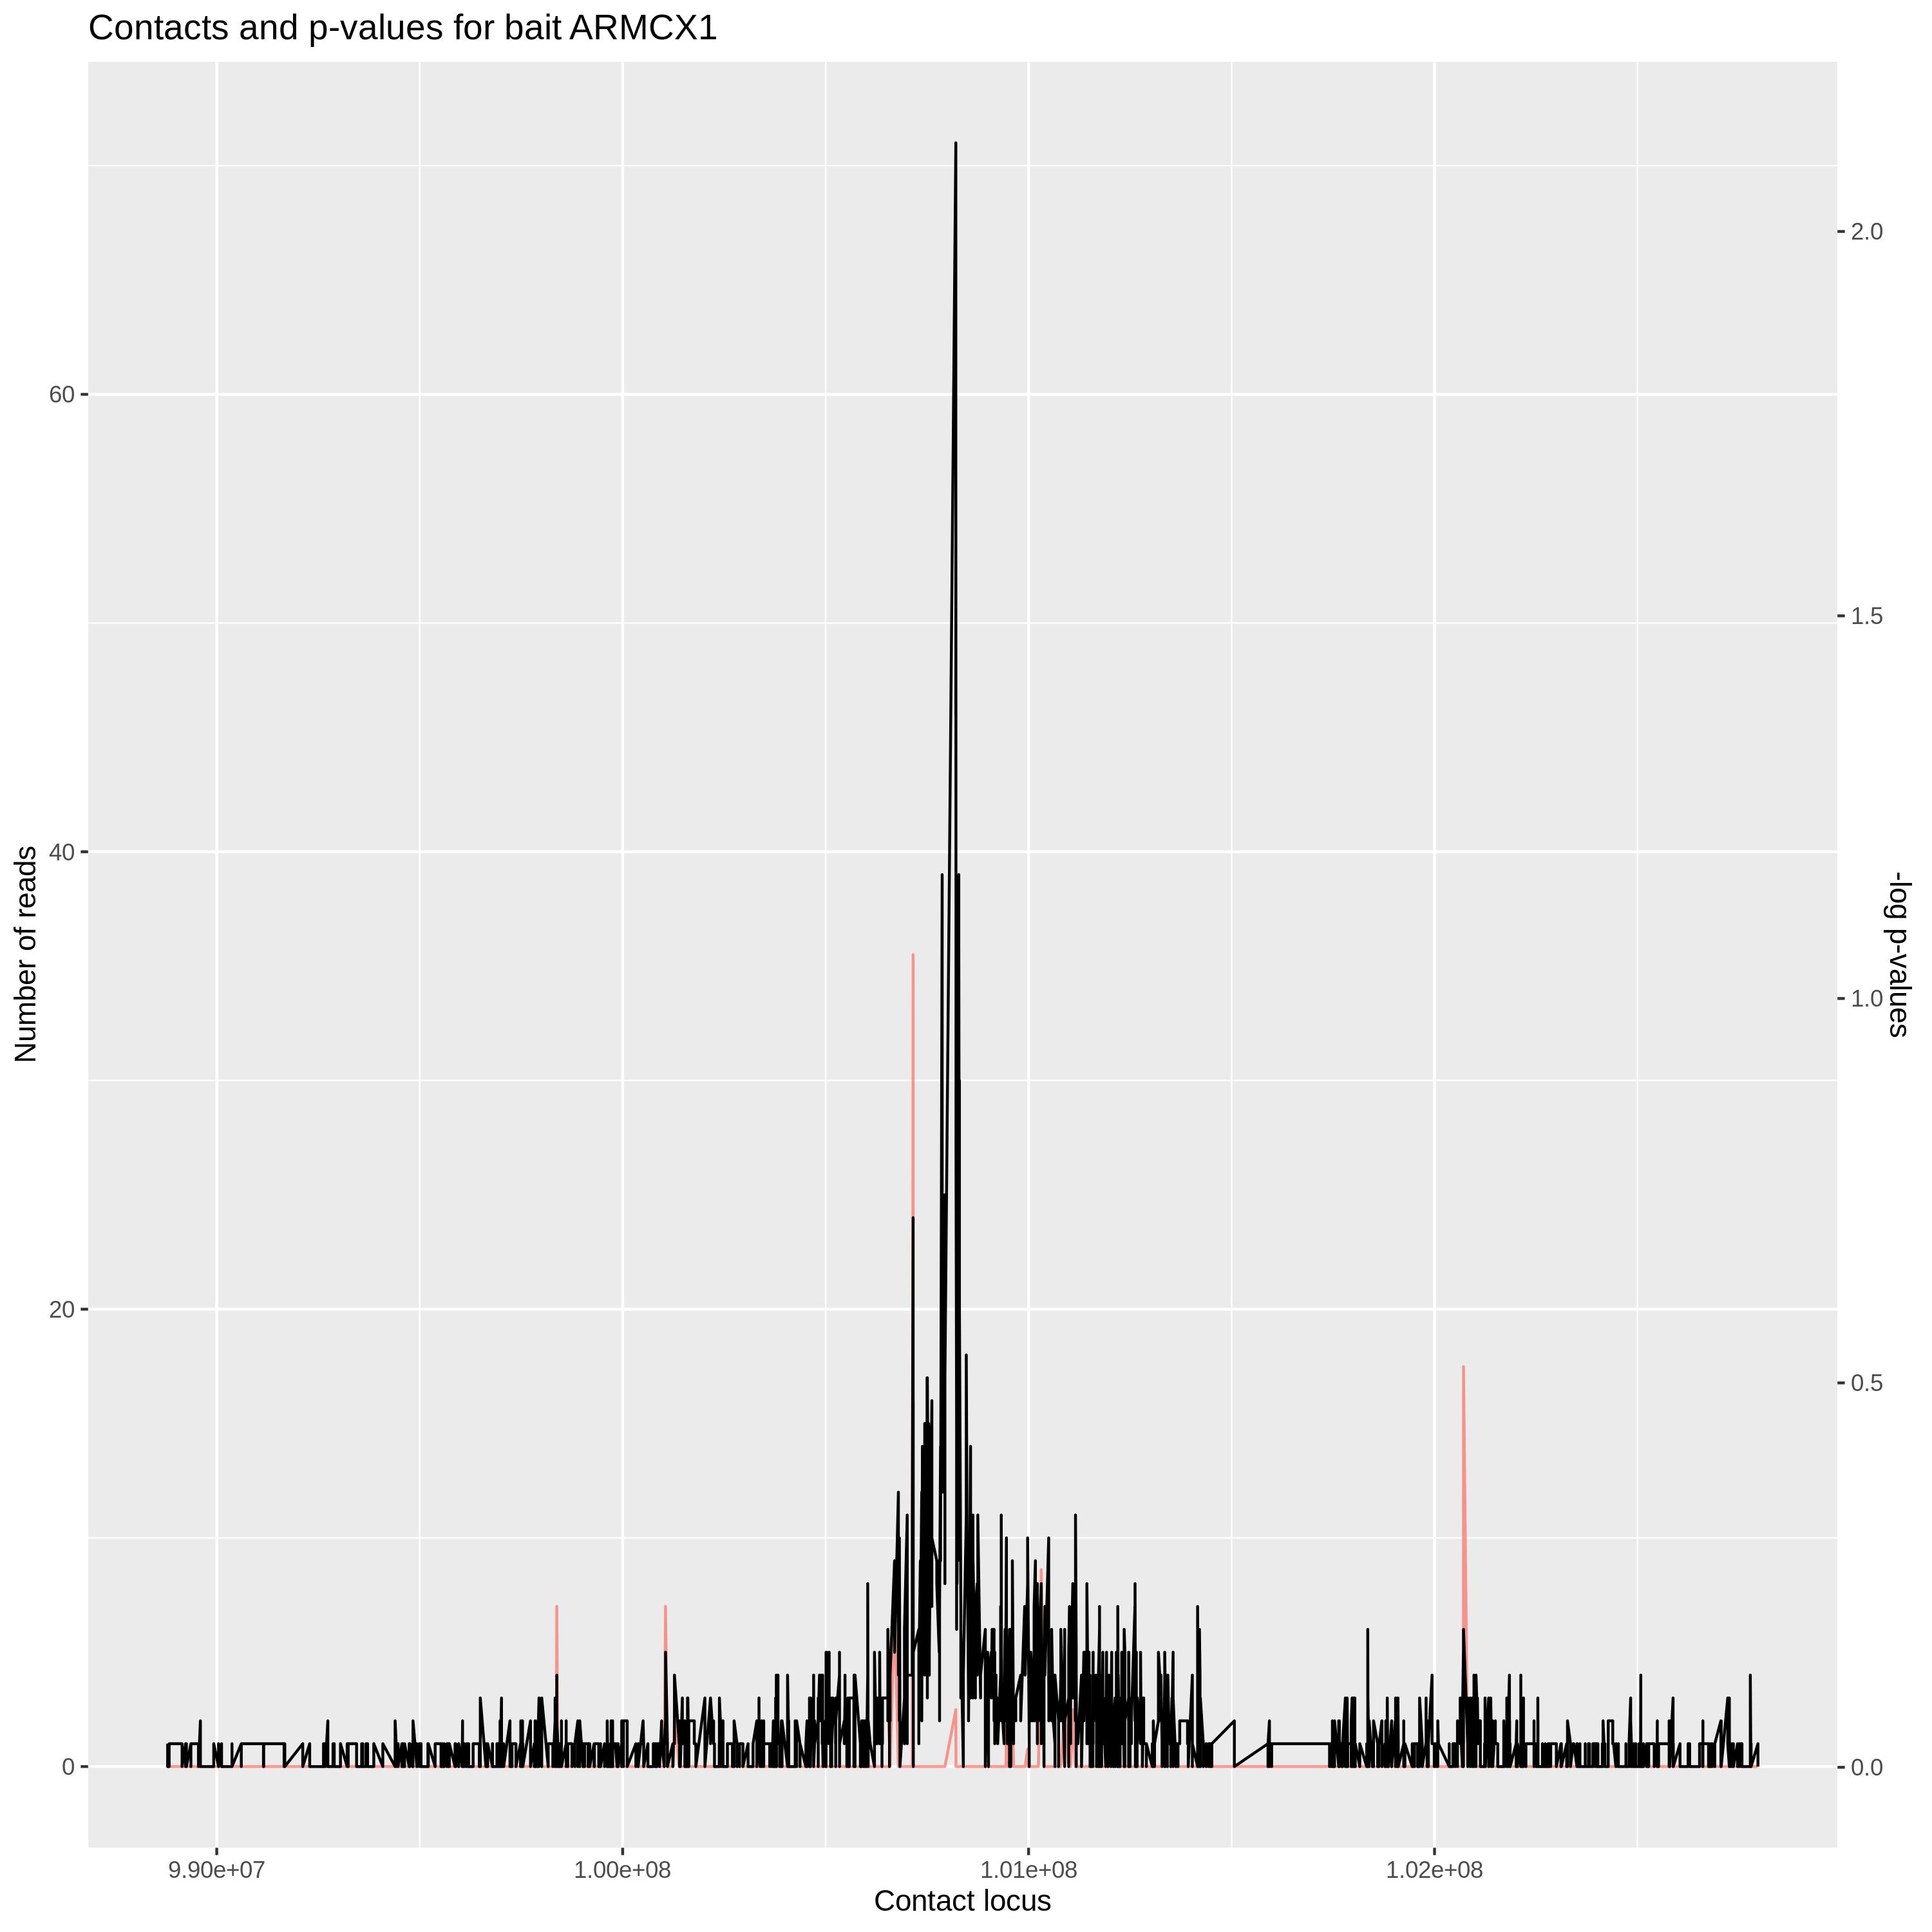 Contacts and p-values for bait ARMCX1
Number of reads
60
40
20
0
2.0
1.5
1.0
0.5
0.0
-log p-values
9.90e+07
1.00e+08
1.01e+08
1.02e+08
Contact locus